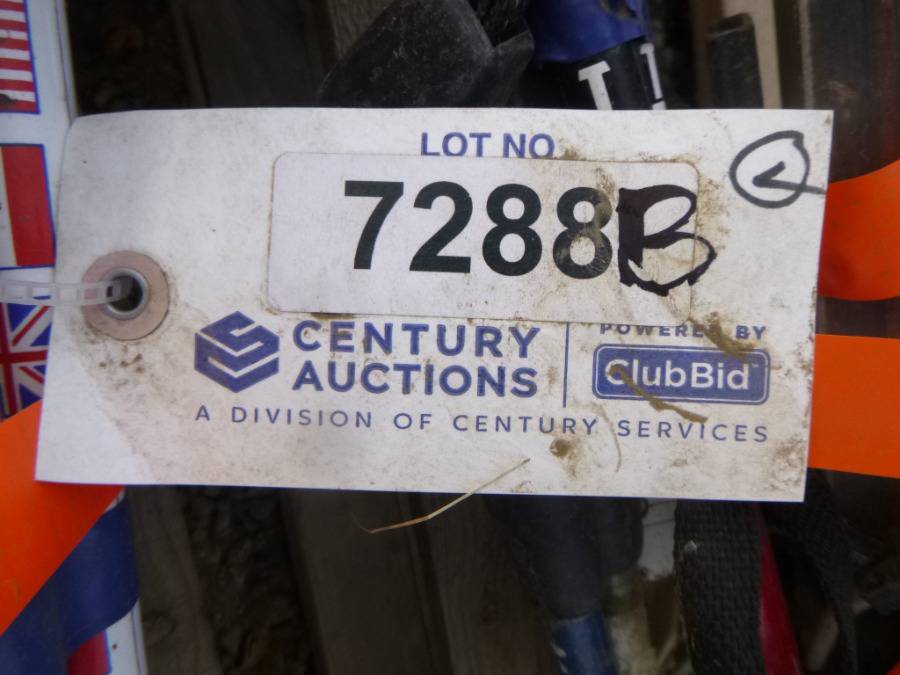 LOT NO
7288B
CENTURY
AUCTIONS
POWERED BY
ClubBid
A DIVISION OF CENTURY SERVICES